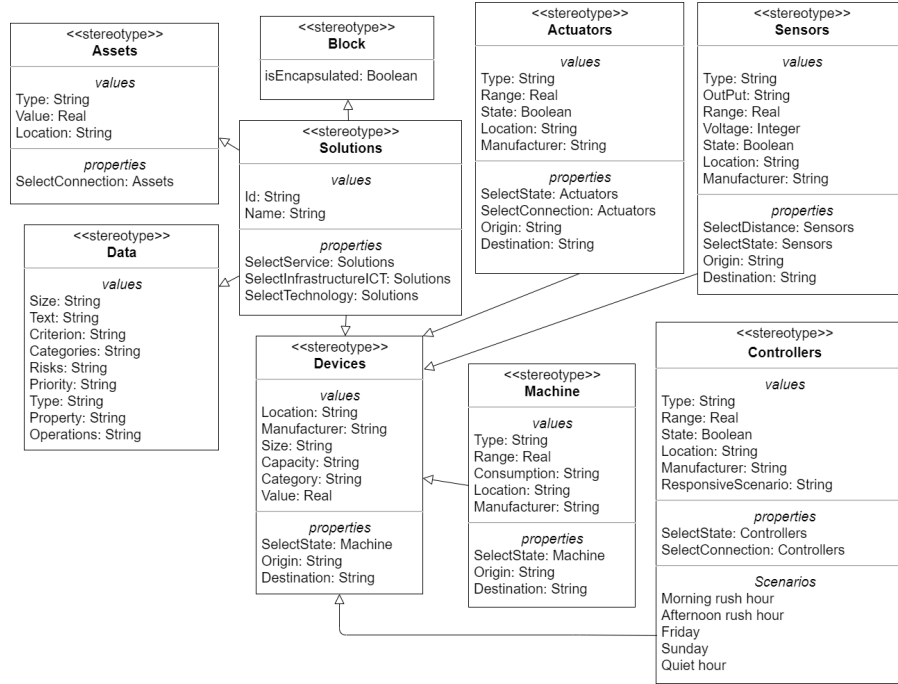 <<stereotype>>
Assets
values
Type: String
Value: Real
Location: String
properties
SelectConnection: Assets
<<stereotype>>
Block
isEncapsulated: Boolean
<<stereotype>>
Actuators
values
Type: String
Range: Real
State: Boolean
Location: String
Manufacturer: String
properties
SelectState: Actuators
SelectConnection: Actuators
Origin: String
Destination: String
<<stereotype>>
Sensors
values
Type: String
OutPut: String
Range: Real
Voltage: Integer
State: Boolean
Location: String
Manufacturer: String
properties
SelectDistance: Sensors
SelectState: Sensors
Origin: String
Destination: String
<<stereotype>>
Solutions
values
Id: String
Name: String
properties
SelectService: Solutions
SelectInfrastructureICT: Solutions
SelectTechnology: Solutions
<<stereotype>>
Data
values
Size: String
Text: String
Criterion: String
Categories: String
Risks: String
Priority: String
Type: String
Property: String
Operations: String
<<stereotype>>
Devices
values
Location: String
Manufacturer: String
Size: String
Capacity: String
Category: String
Value: Real
properties
SelectState: Machine
Origin: String
Destination: String
<<stereotype>>
Machine
values
Type: String
Range: Real
Consumption: String
Location: String
Manufacturer: String
properties
SelectState: Machine
Origin: String
Destination: String
<<stereotype>>
Controllers
values
Type: String
Range: Real
State: Boolean
Location: String
Manufacturer: String
ResponsiveScenario: String
properties
SelectState: Controllers
SelectConnection: Controllers
Scenarios
Morning rush hour
Afternoon rush hour
Friday
Sunday
Quiet hour